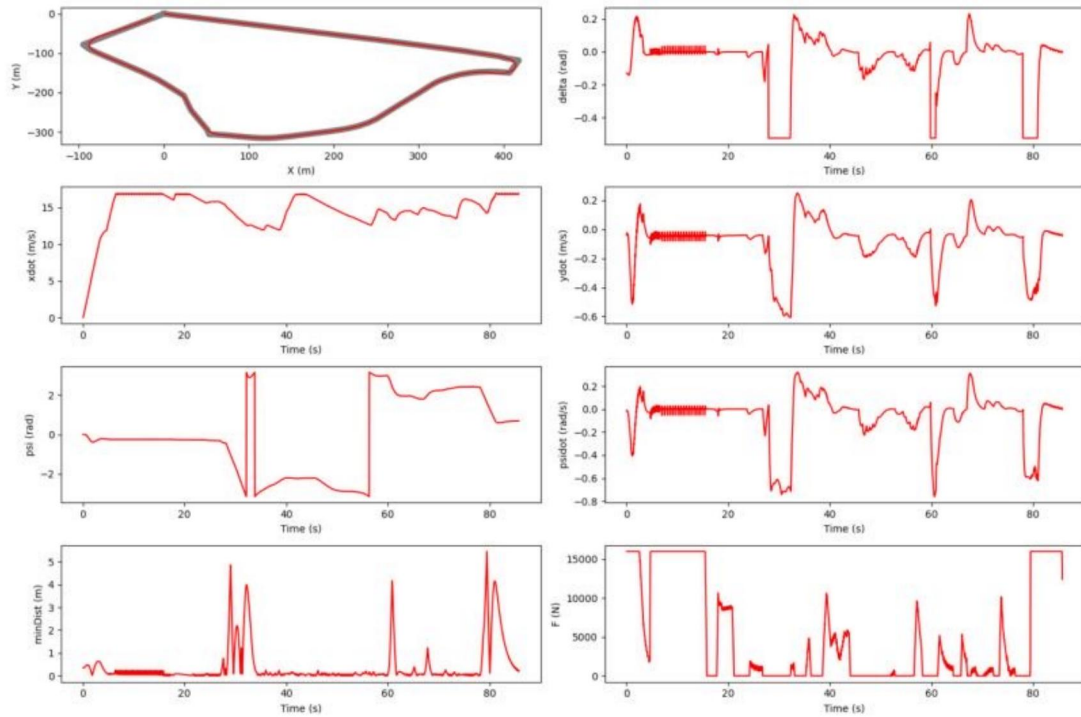 0
−100
−200
−300
Y (m)
−100 0 100 200 300 400
X (m)
0.2
0.0
−0.2
−0.4
delta (rad)
0 20 40 60 80
Time (s)
15
10
5
0
xdot (m/s)
0 20 40 60 80
Time (s)
0.2
0.0
−0.2
−0.4
−0.6
ydot (m/s)
0 20 40 60 80
Time (s)
2
0
−2
psi (rad)
0 20 40 60 80
Time (s)
0.2
0.0
−0.2
−0.4
−0.6
−0.8
psidot (rad/s)
0 20 40 60 80
Time (s)
5
4
3
2
1
0
minDist (m)
0 20 40 60 80
Time (s)
15000
10000
5000
0
F (N)
0 20 40 60 80
Time (s)